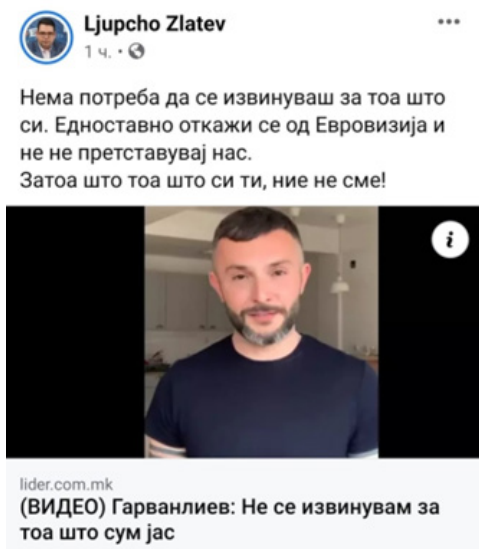 Ljupcho Zlatev
1 ч. ·
Нема потреба да се извинуваш за тоа што
си. Едноставно откажи се од Евровизија и
не не претставувај нас.
Затоа што тоа што си ти, ние не сме!
lider.com.mk
(ВИДЕО) Гарванлиев: Не се извинувам за
тоа што сум јас